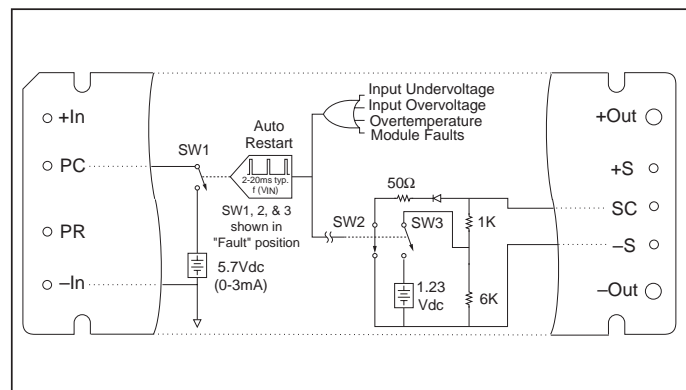 +In
PC
PR
–In
SW1
5.7Vdc
(0-3mA)
Auto
Restart
2-20ms typ.
f (VIN)
SW1, 2, & 3
shown in
"Fault" position
Input Undervoltage
Input Overvoltage
Overtemperature
Module Faults
50Ω
SW2
SW3
1K
1.23
Vdc
6K
+Out
+S
SC
–S
–Out